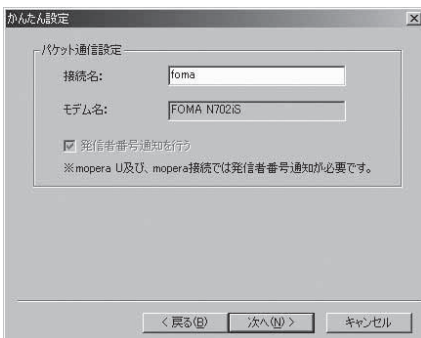 かんたん設定
パケット通信設定
接続名: foma
モデム名: FOMA N702iS
発信者番号通知を行う
※mopera U及び、mopera接続では発信者番号通知が必要です。
< 戻る(B) 次へ(N) > キャンセル